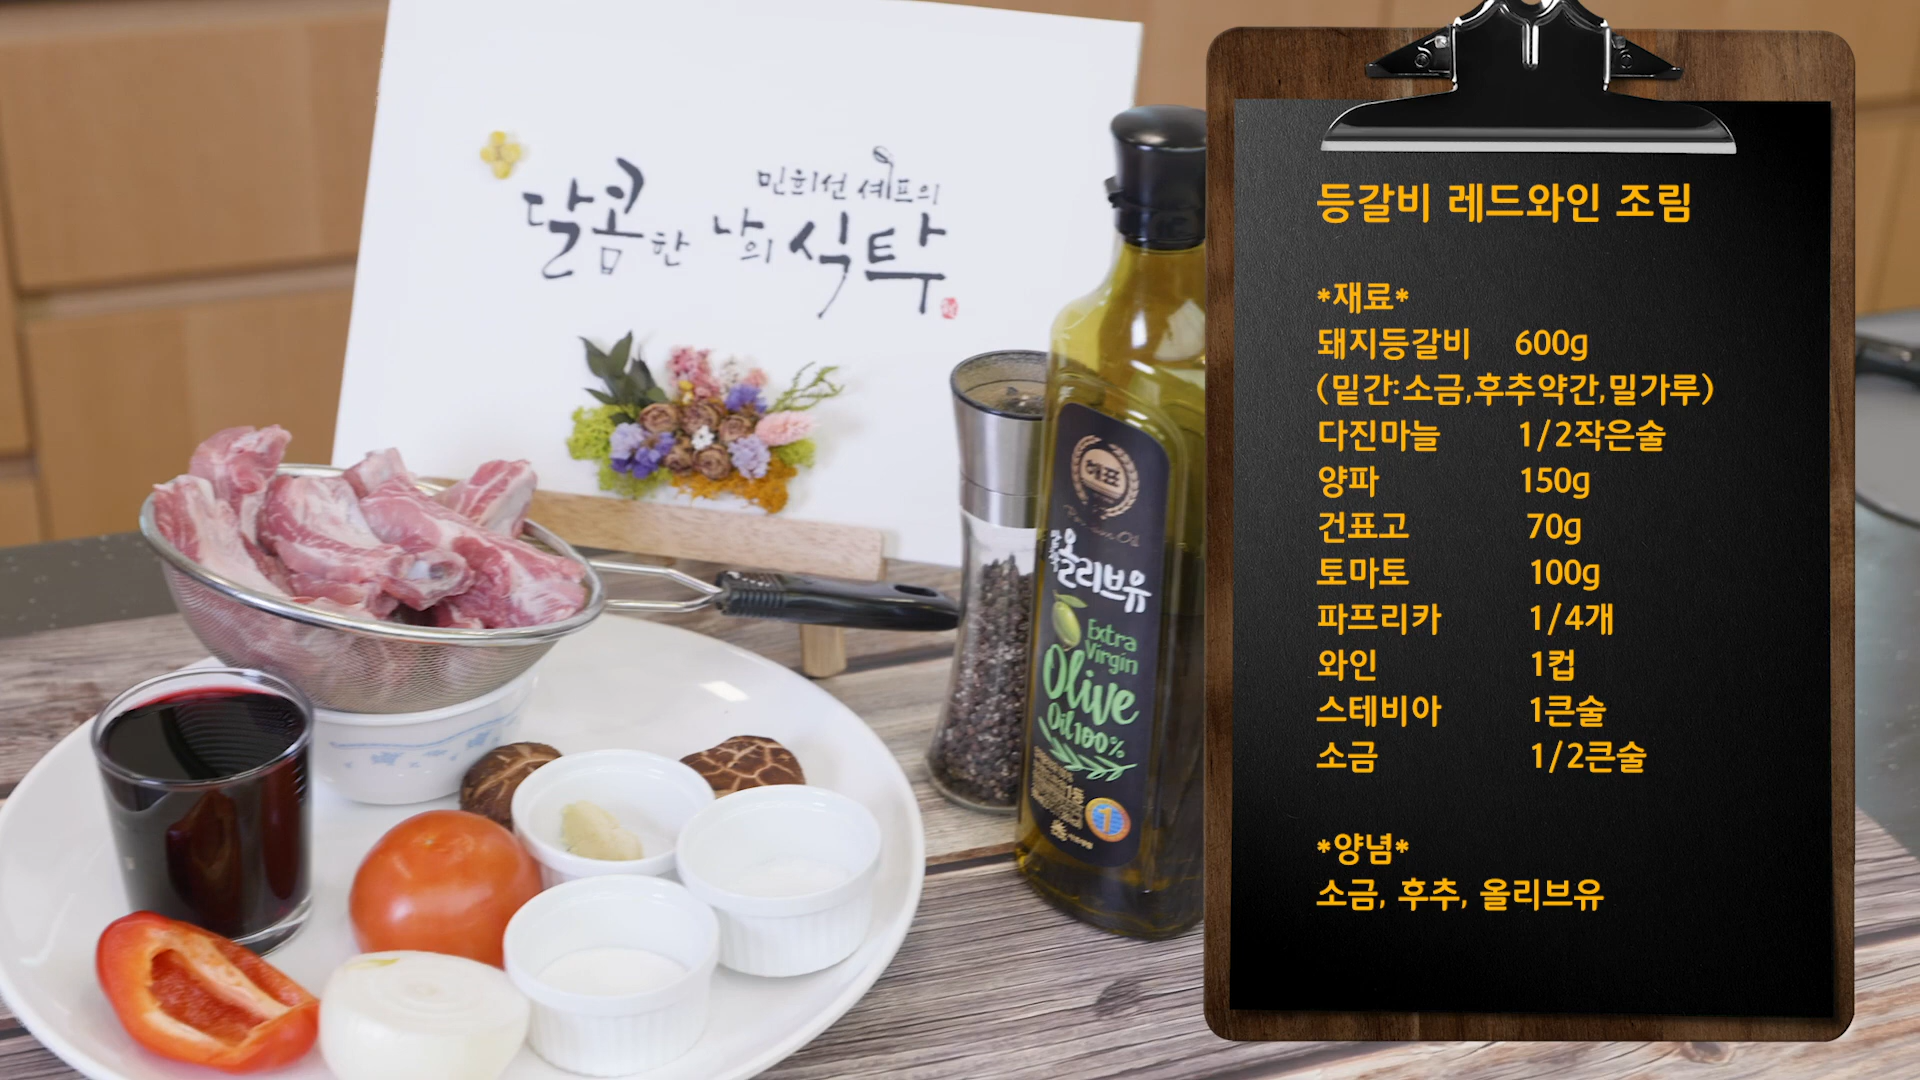 민희선 셰프의
달콤한 나의 식탁
해표
올리브유
Extra
Virgin
Olive
Oil 100%
1
등갈비 레드와인 조림
*재료*
돼지등갈비 600g
(밑간:소금,후추약간,밀가루)
다진마늘 1/2작은술
양파 150g
건표고 70g
토마토 100g
파프리카 1/4개
와인 1컵
스테비아 1큰술
소금 1/2큰술
*양념*
소금, 후추, 올리브유